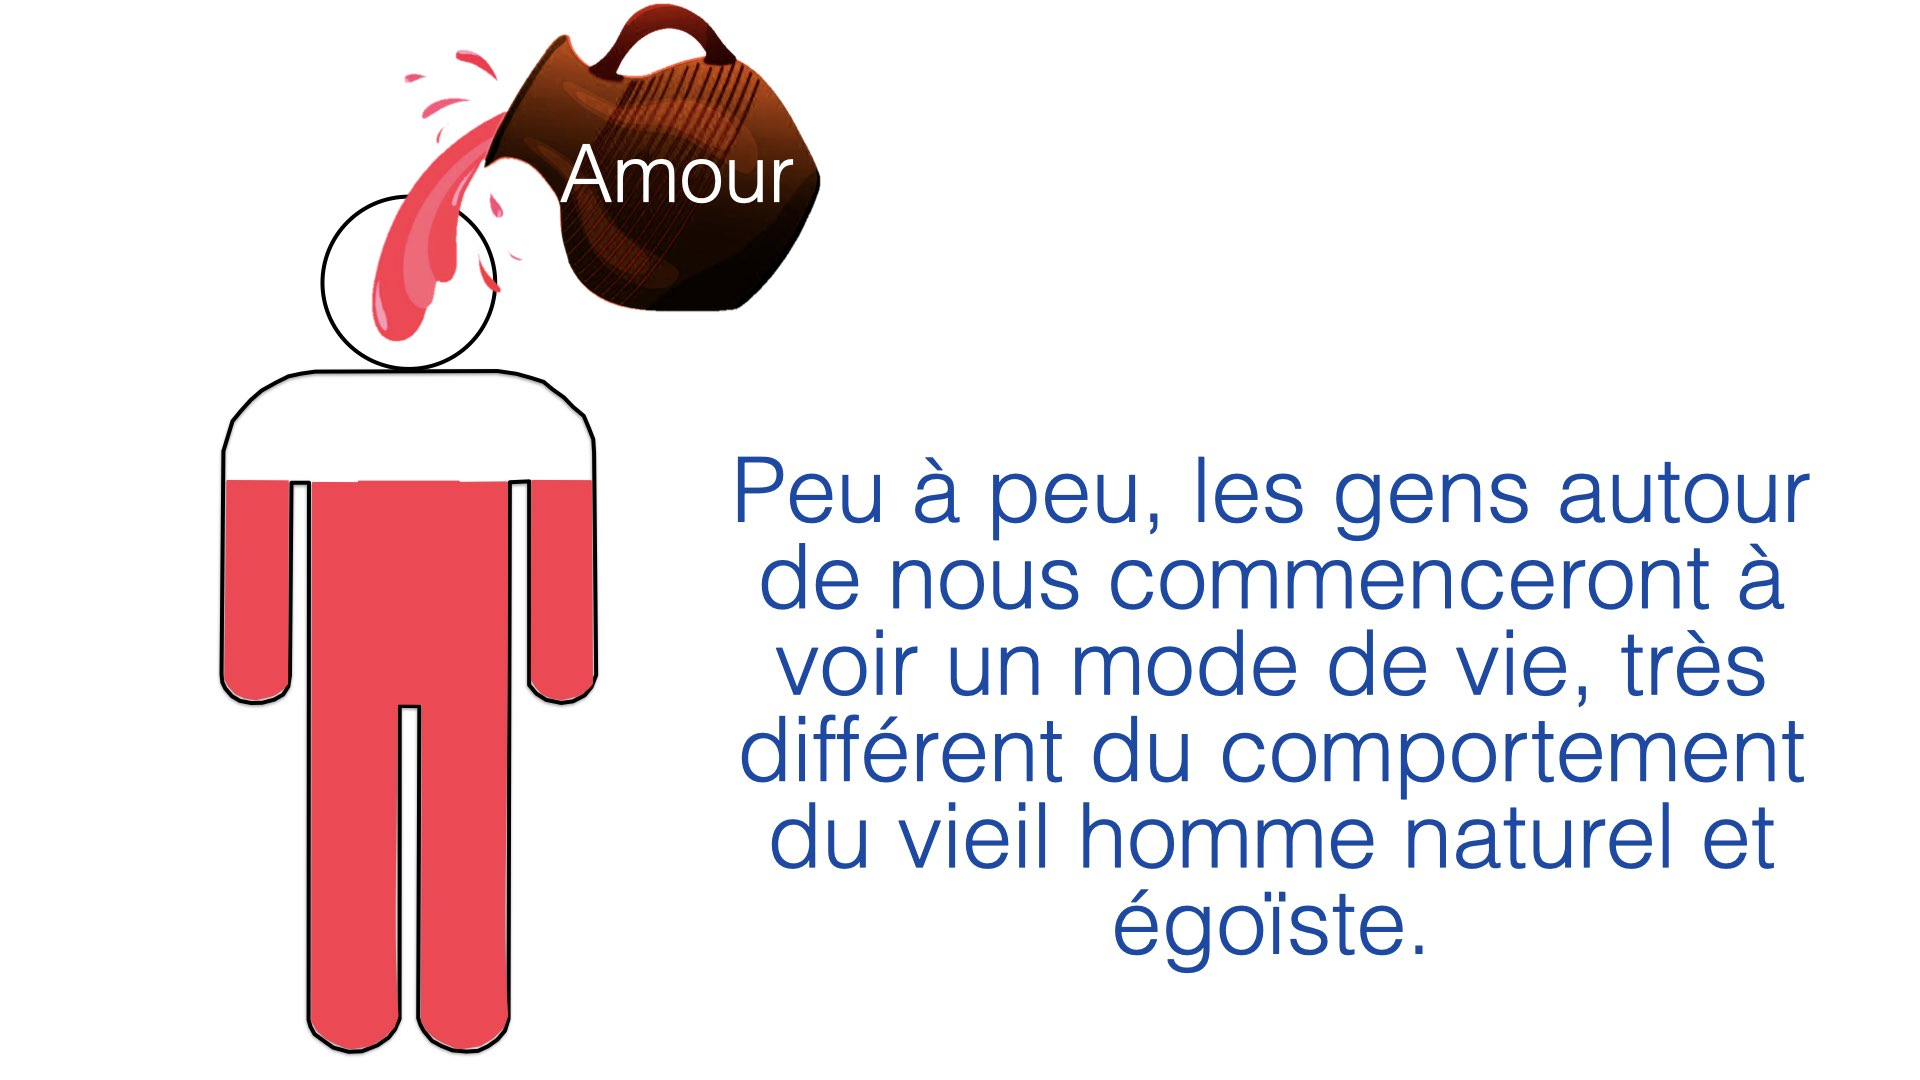 Amour
Peu à peu, les gens autour
de nous commenceront à
voir un mode de vie, très
différent du comportement
du vieil homme naturel et
égoïste.